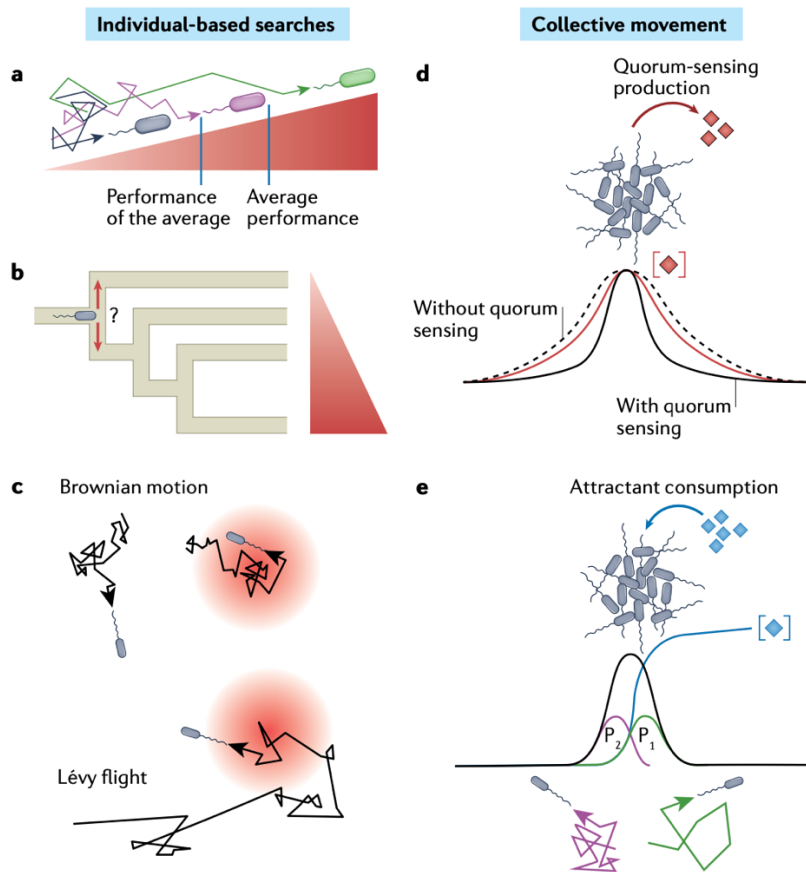 Individual-based searches
a
Performance
of the average
Average
performance
b
?
c
Brownian motion
Lévy flight
Collective movement
d
Quorum-sensing
production
[ ]
Without quorum
sensing
With quorum
sensing
e
Attractant consumption
[ ]
P₂
P₁